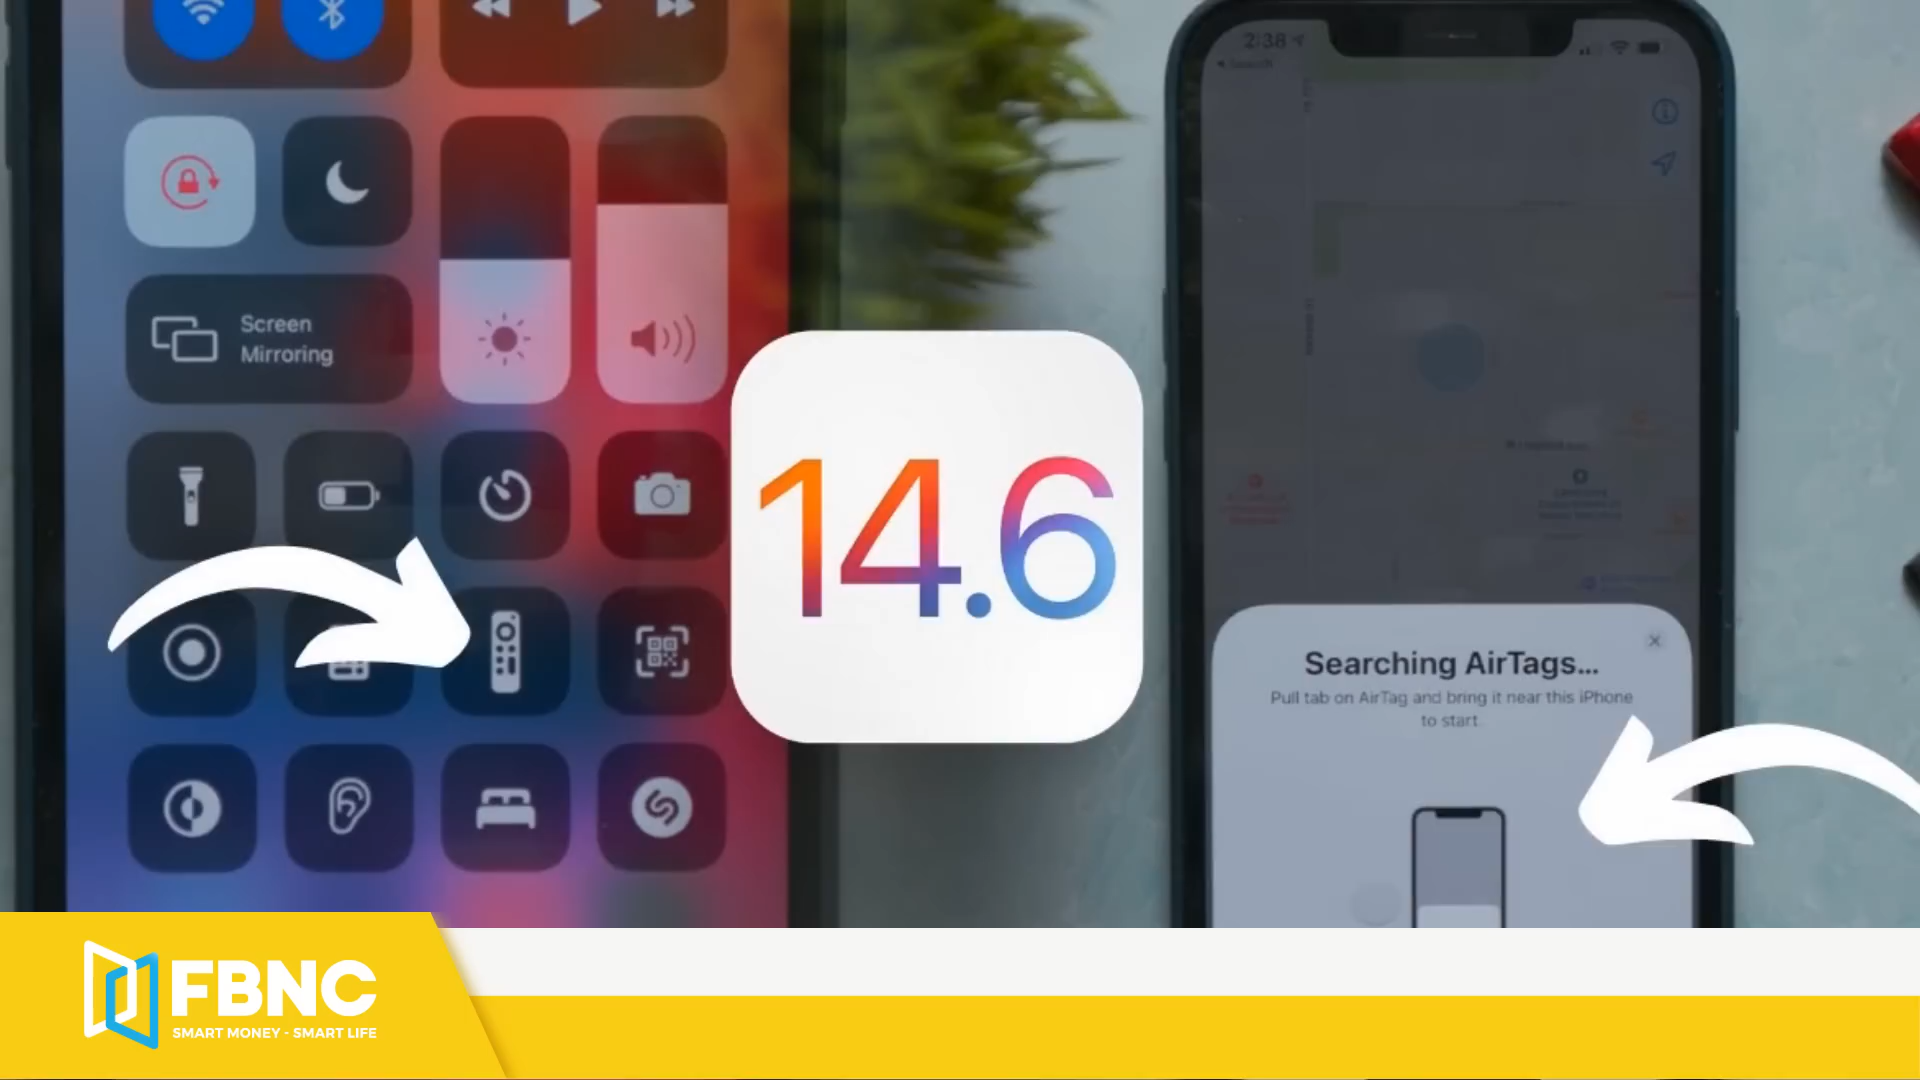 2:38
Search
Screen
Mirroring
14.6
Searching AirTags...
Pull tab on AirTag and bring it near this iPhone
to start
FBNC
SMART MONEY - SMART LIFE